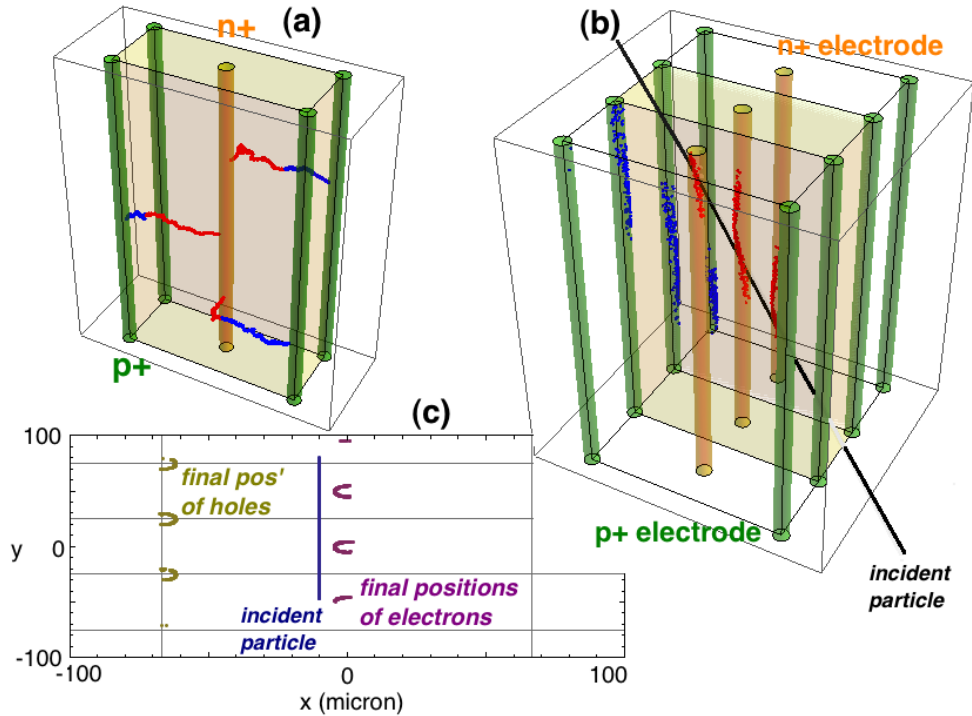 (a)
n+
p+
(b)
n+ electrode
p+ electrode
incident
particle
(c)
100
0
-100
y
final pos'
of holes
incident
particle
final positions
of electrons
-100
0
100
x (micron)